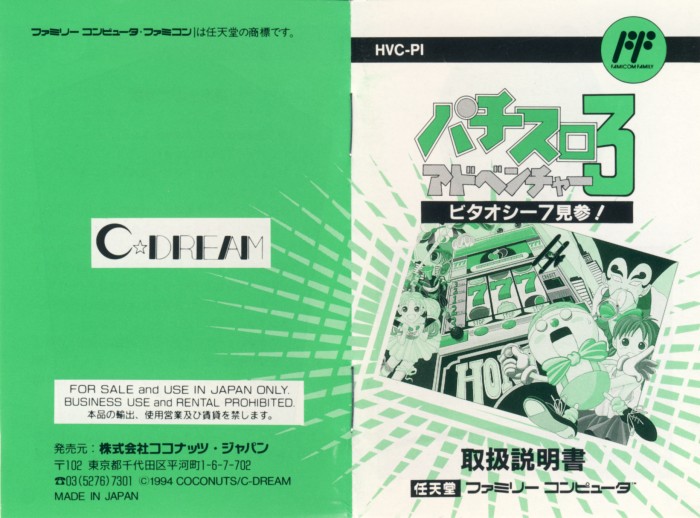 ファミリー コンピュータ・ファミコン は任天堂の商標です。
C☆DREAM
FOR SALE and USE IN JAPAN ONLY.
BUSINESS USE and RENTAL PROHIBITED.
本品の輸出、使用営業及び賃貸を禁します。
発売元：株式会社ココナッツ・ジャパン
〒102 東京都千代田区平河町1-6-7-702
☎03(5276)7301 ©1994 COCONUTS/C-DREAM
MADE IN JAPAN
HVC-PI
FF
FAMICOM FAMILY
パチスロ
アドベンチャー3
ビタオシー7見参！
777
HO
取扱説明書
任天堂 ファミリー コンピュータ™